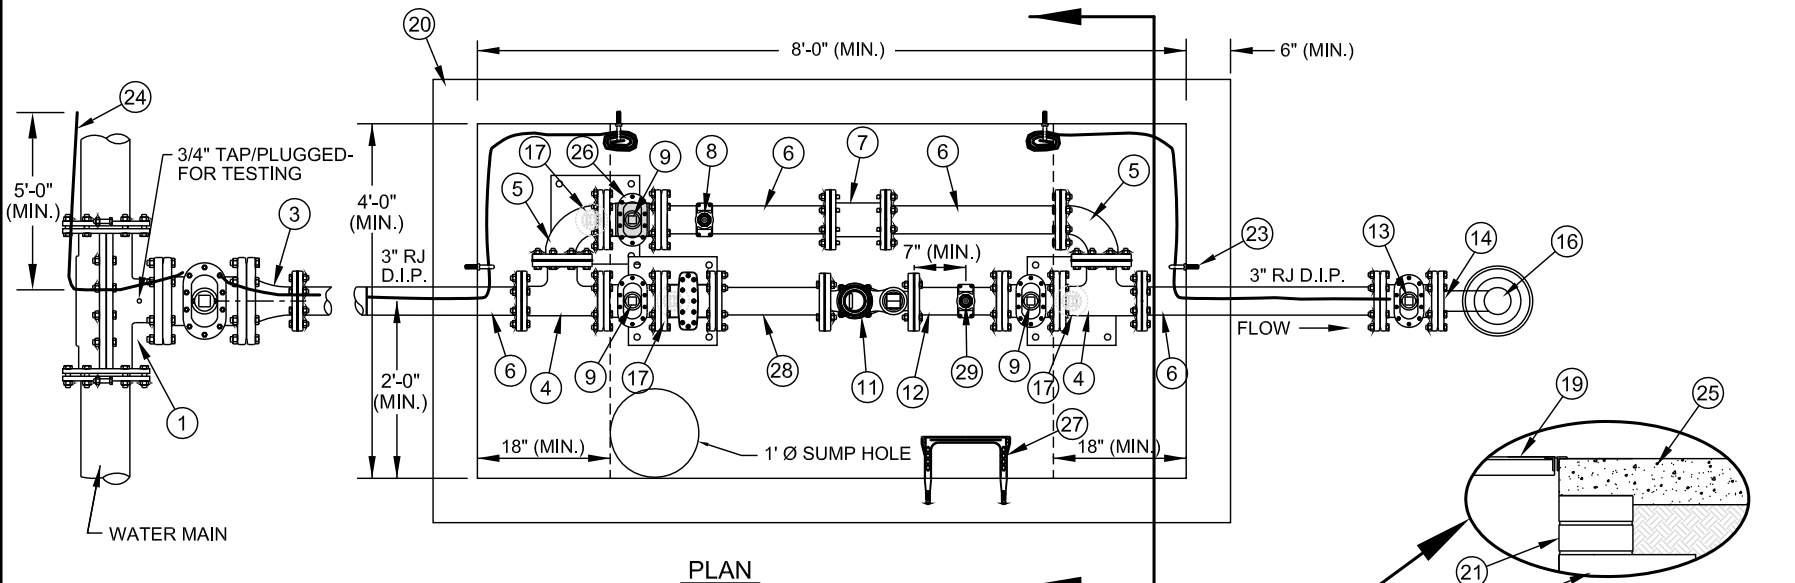 20
8'-0" (MIN.)
6" (MIN.)
24
3/4" TAP/PLUGGED-
FOR TESTING
5'-0"
(MIN.)
3
4'-0"
(MIN.)
17
26
9
8
6
7
6
5
5
3" RJ
D.I.P.
7" (MIN.)
23
3" RJ D.I.P.
13
14
16
FLOW
2'-0"
(MIN.)
6
4
9
17
28
11
12
29
9
17
4
6
1
18" (MIN.)
1' Ø SUMP HOLE
27
18" (MIN.)
19
25
WATER MAIN
21
PLAN